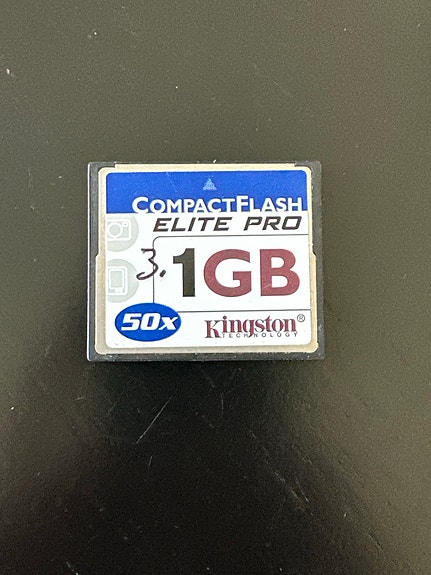 COMPACTFLASH
ELITE PRO
3. 1GB
50x
Kingston®
TECHNOLOGY